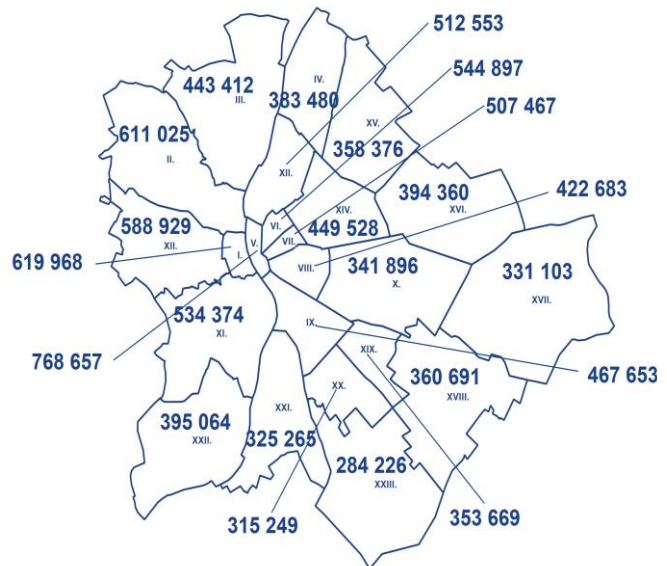 512 553
544 897
443 412
III.
IV.
383 480
507 467
XV.
358 376
611 025
II.
XII.
394 360
XVI.
422 683
588 929
XII.
XIV.
449 528
VI.
VII.
V.
I.
VIII.
341 896
X.
331 103
XVII.
619 968
534 374
XI.
IX.
XIX.
768 657
360 691
XVIII.
467 653
XX.
395 064
XXII.
XXI.
325 265
284 226
XXIII.
315 249
353 669